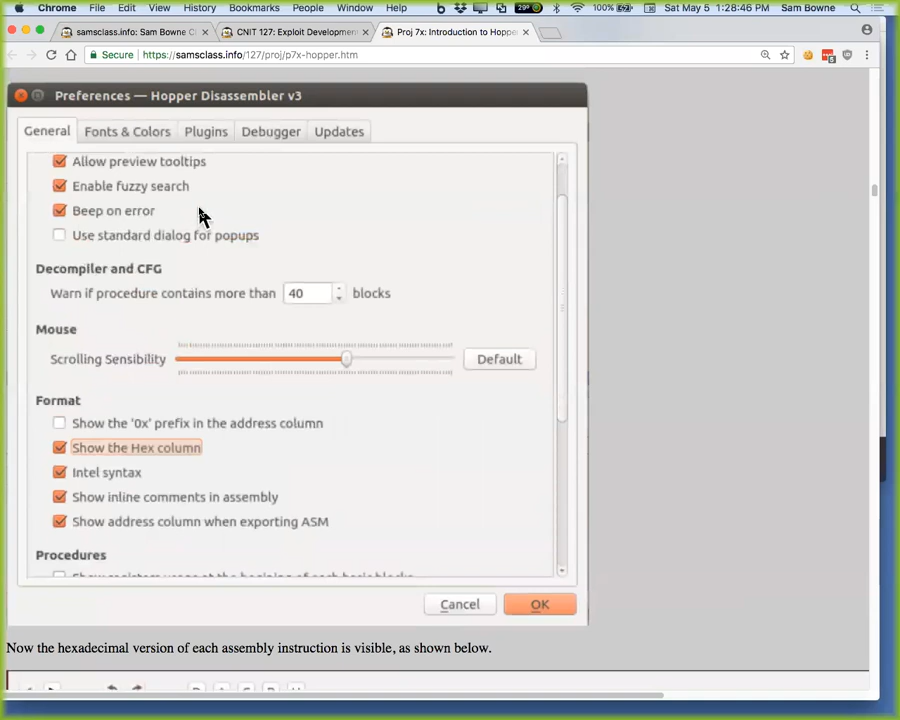 Chrome File Edit View History Bookmarks People Window Help 29° 100% Sat May 5 1:28:46 PM Sam Bowne
samsclass.info: Sam Bowne C CNIT 127: Exploit Developmen Proj 7x: Introduction to Hoppe
Secure https://samsclass.info/127/proj/p7x-hopper.htm 5
Preferences — Hopper Disassembler v3
General Fonts & Colors Plugins Debugger Updates
Allow preview tooltips
Enable fuzzy search
Beep on error
Use standard dialog for popups
Decompiler and CFG
Warn if procedure contains more than 40 blocks
Mouse
Scrolling Sensibility Default
Format
Show the '0x' prefix in the address column
Show the Hex column
Intel syntax
Show inline comments in assembly
Show address column when exporting ASM
Procedures
Cancel OK
Now the hexadecimal version of each assembly instruction is visible, as shown below.